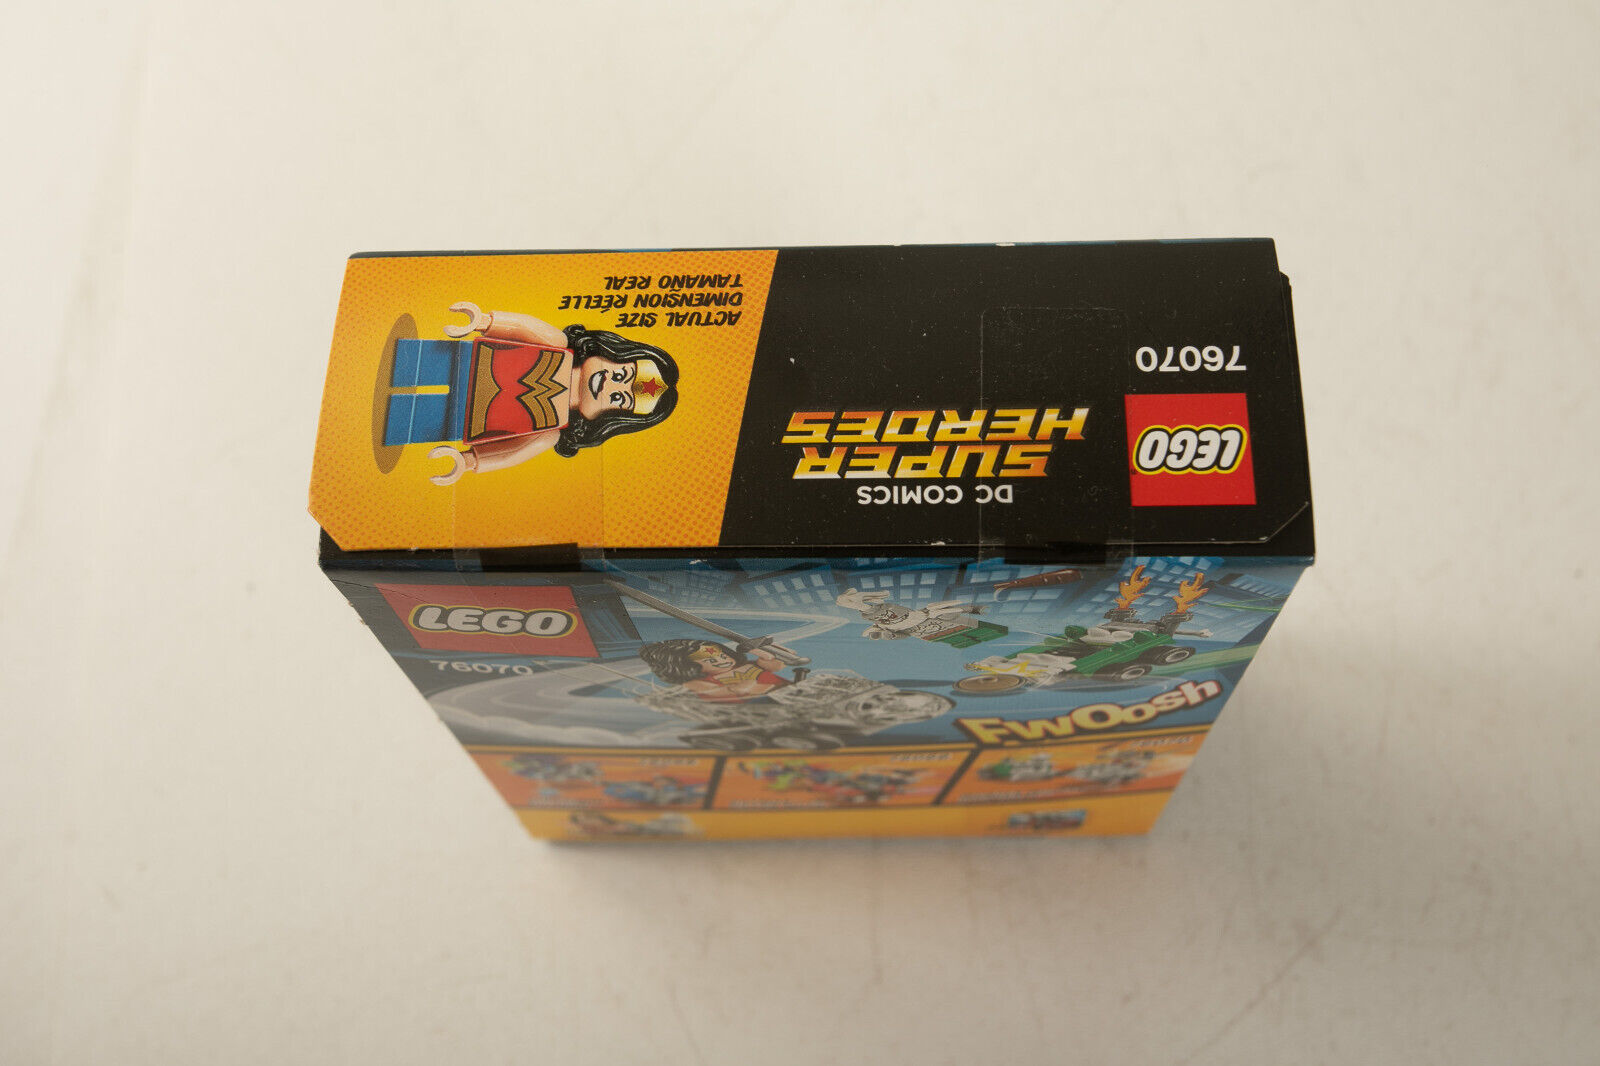 ACTUAL SIZE
DIMENSION RÉELLE
TAMAÑO REAL
76070
LEGO
DC COMICS
SUPER
HEROES
LEGO
76070
FWOosh